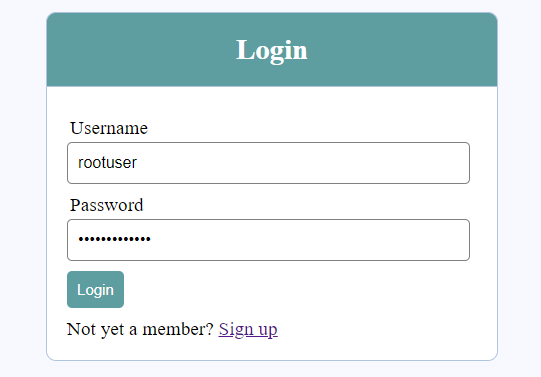 Login
Username
rootuser
Password
•••••••••••••
Login
Not yet a member? Sign up